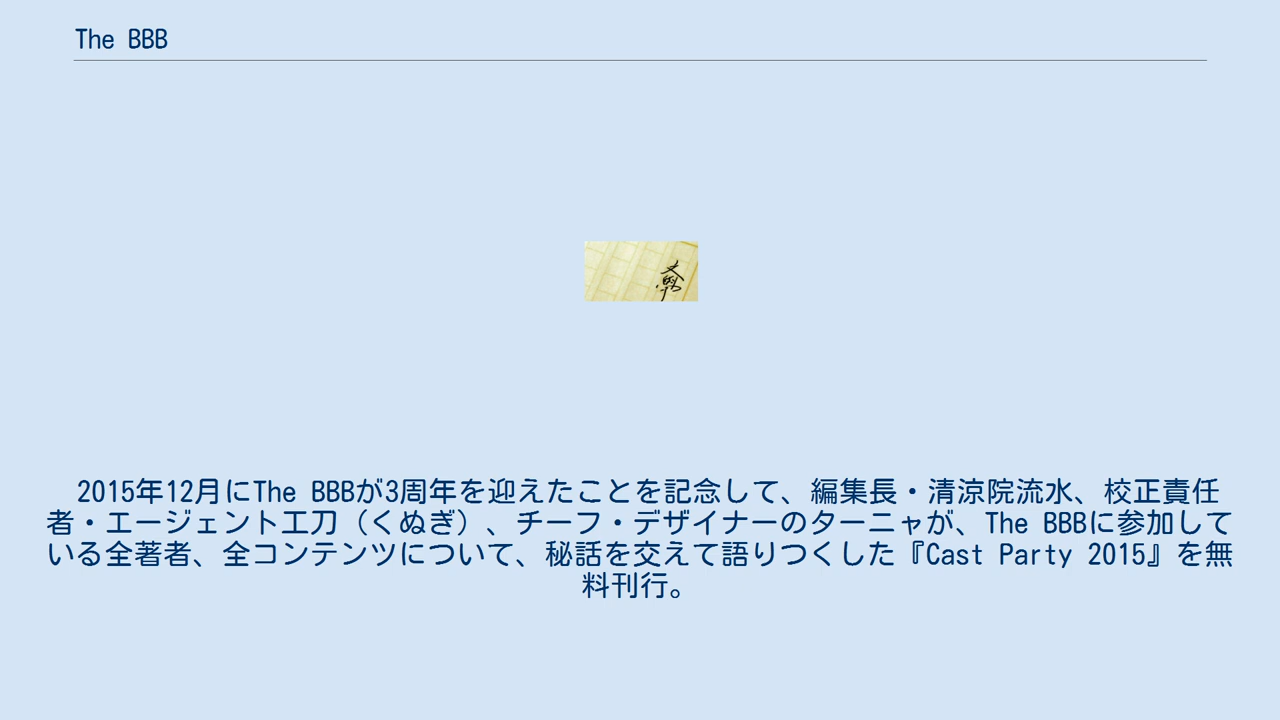 The BBB
2015年12月にThe BBBが3周年を迎えたことを記念して、編集長・清涼院流水、校正責任
者・エージェント工刀（くぬぎ）、チーフ・デザイナーのターニャが、The BBBに参加して
いる全著者、全コンテンツについて、秘話を交えて語りつくした『Cast Party 2015』を無
料刊行。